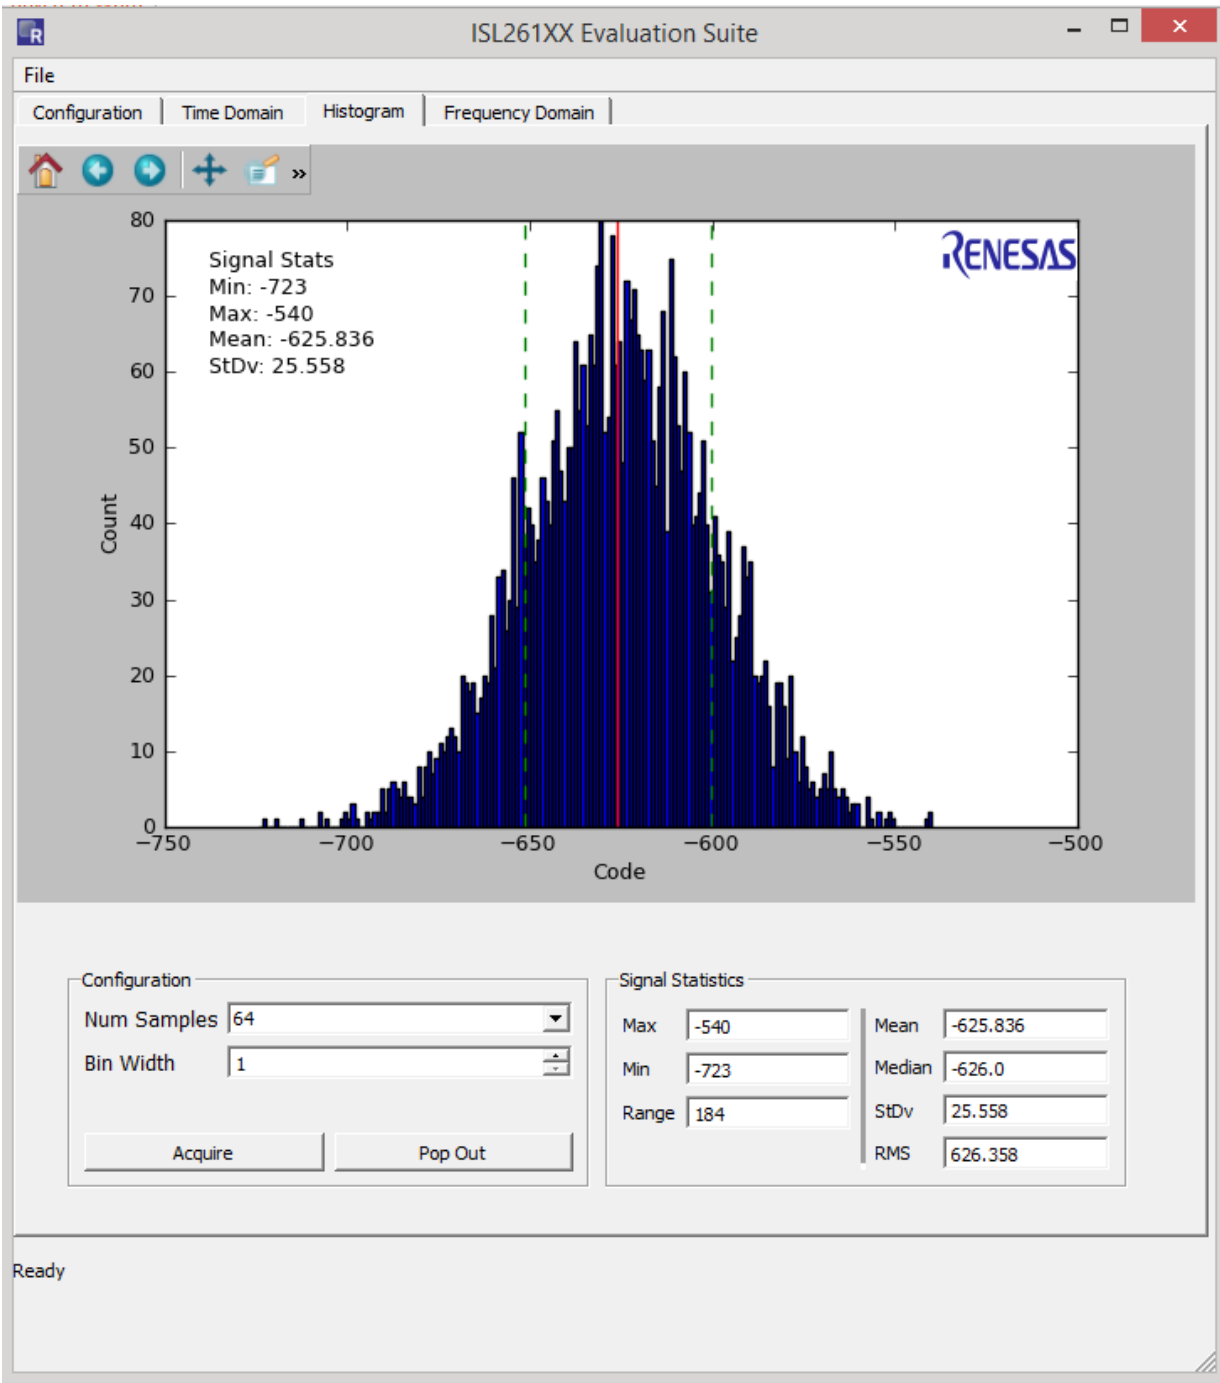 ISL261XX Evaluation Suite
File
Configuration Time Domain Histogram Frequency Domain
»
80
70
60
50
40
30
20
10
0
Count
Signal Stats
Min: -723
Max: -540
Mean: -625.836
StDv: 25.558
RENESAS
−750 −700 −650 −600 −550 −500
Code
Configuration
Num Samples 64
Bin Width 1
Acquire Pop Out
Signal Statistics
Max -540
Min -723
Range 184
Mean -625.836
Median -626.0
StDv 25.558
RMS 626.358
Ready